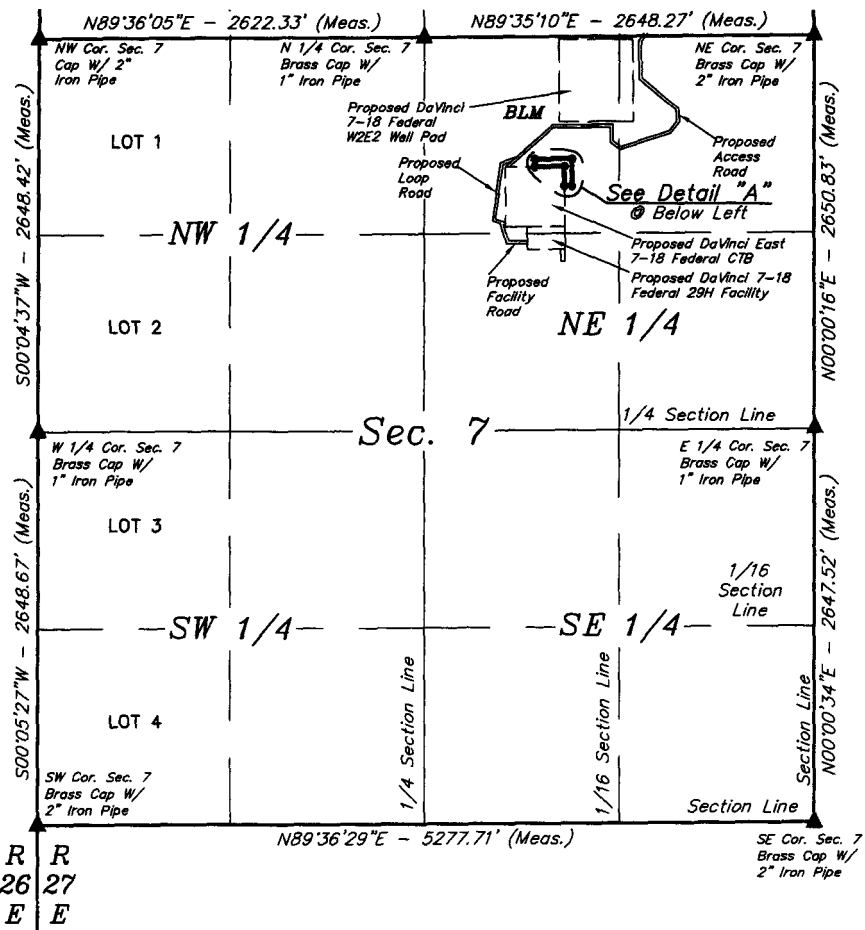 N89°36'05"E - 2622.33' (Meas.)
N89°35'10"E - 2648.27' (Meas.)
NW Cor. Sec. 7
Cap W/ 2"
Iron Pipe
N 1/4 Cor. Sec. 7
Brass Cap W/
1" Iron Pipe
NE Cor. Sec. 7
Brass Cap W/
2" Iron Pipe
S00°04'37"W - 2648.42' (Meas.)
N00°00'16"E - 2650.83' (Meas.)
LOT 1
Proposed DaVinci
7-18 Federal
W2E2 Well Pad
BLM
Proposed
Access
Road
Proposed
Loop
Road
See Detail "A"
@ Below Left
NW 1/4
Proposed DaVinci East
7-18 Federal CTB
Proposed DaVinci 7-18
Federal 29H Facility
Proposed
Facility
Road
LOT 2
NE 1/4
1/4 Section Line
Sec. 7
W 1/4 Cor. Sec. 7
Brass Cap W/
1" Iron Pipe
E 1/4 Cor. Sec. 7
Brass Cap W/
1" Iron Pipe
S00°05'27"W - 2648.67' (Meas.)
N00°00'34"E - 2647.52' (Meas.)
LOT 3
1/16
Section
Line
SW 1/4
SE 1/4
LOT 4
1/4 Section Line
1/16 Section Line
Section Line
SW Cor. Sec. 7
Brass Cap W/
2" Iron Pipe
Section Line
N89°36'29"E - 5277.71' (Meas.)
SE Cor. Sec. 7
Brass Cap W/
2" Iron Pipe
R R
26 27
E E